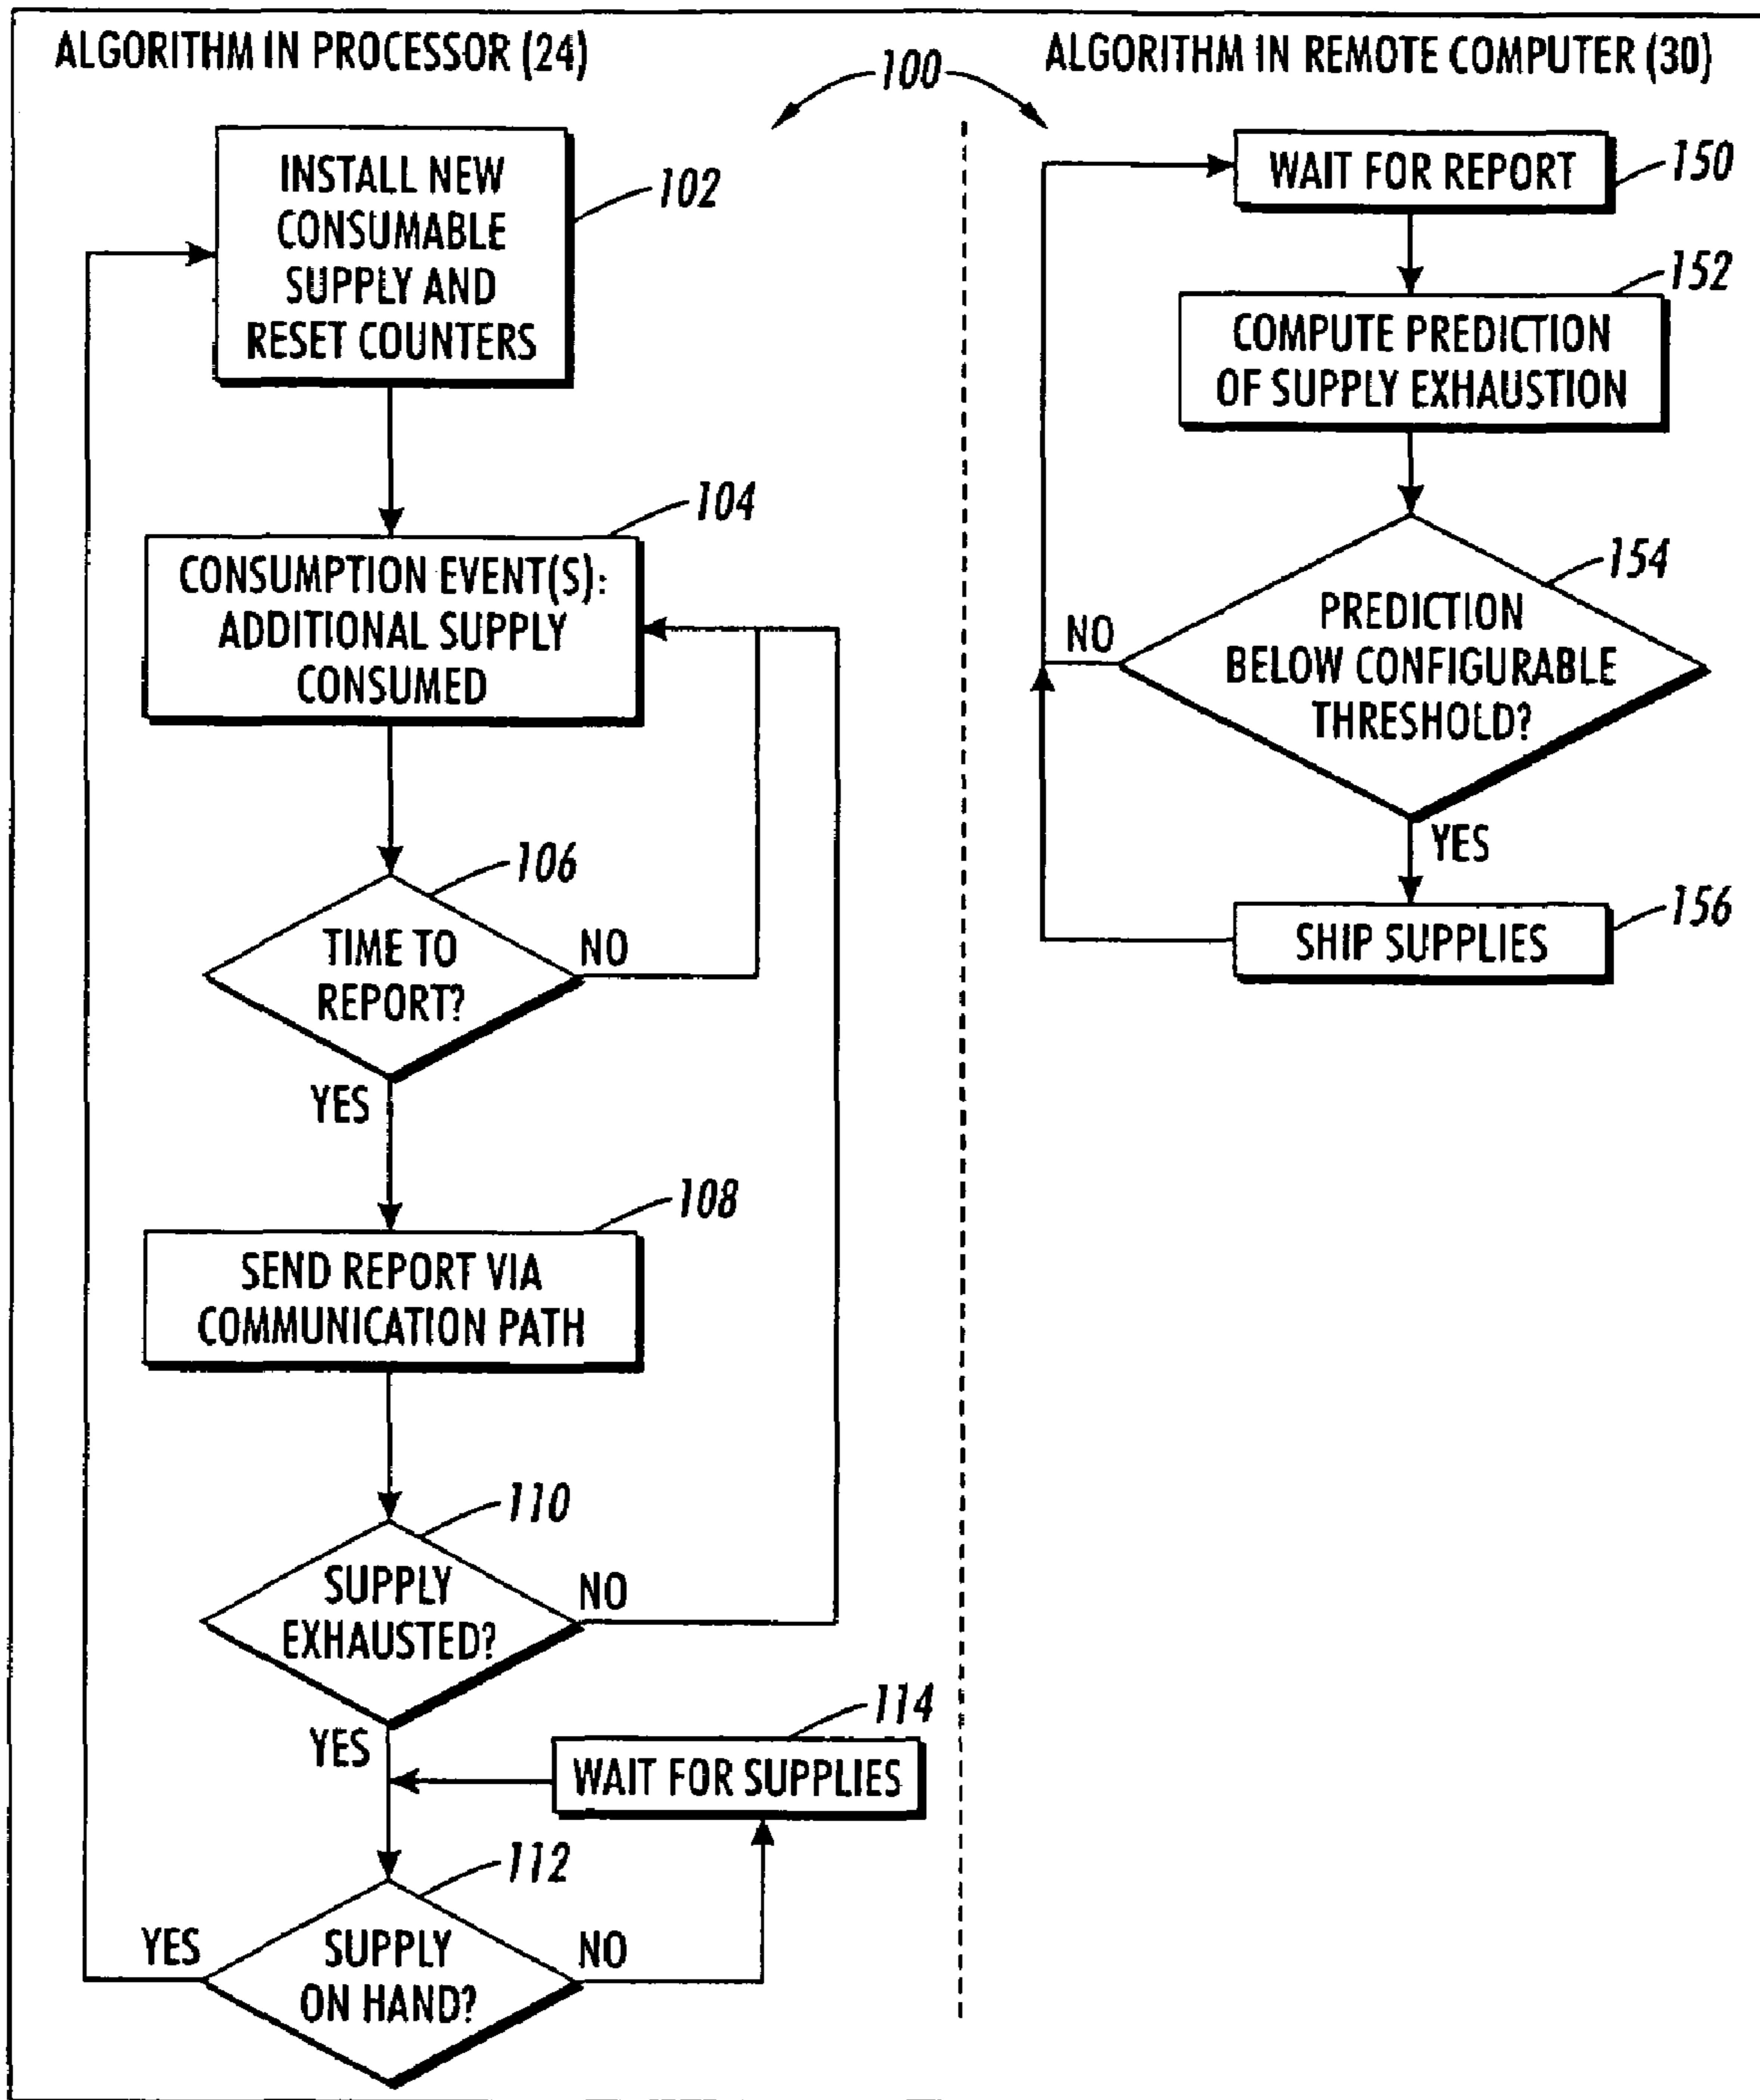 ALGORITHM IN PROCESSOR (24)
100
ALGORITHM IN REMOTE COMPUTER (30)
INSTALL NEW
CONSUMABLE
SUPPLY AND
RESET COUNTERS
102
CONSUMPTION EVENT(S):
ADDITIONAL SUPPLY
CONSUMED
104
TIME TO
REPORT?
106
NO
YES
SEND REPORT VIA
COMMUNICATION PATH
108
SUPPLY
EXHAUSTED?
110
NO
YES
WAIT FOR SUPPLIES
114
SUPPLY
ON HAND?
112
YES
NO
WAIT FOR REPORT
150
COMPUTE PREDICTION
OF SUPPLY EXHAUSTION
152
PREDICTION
BELOW CONFIGURABLE
THRESHOLD?
154
NO
YES
SHIP SUPPLIES
156